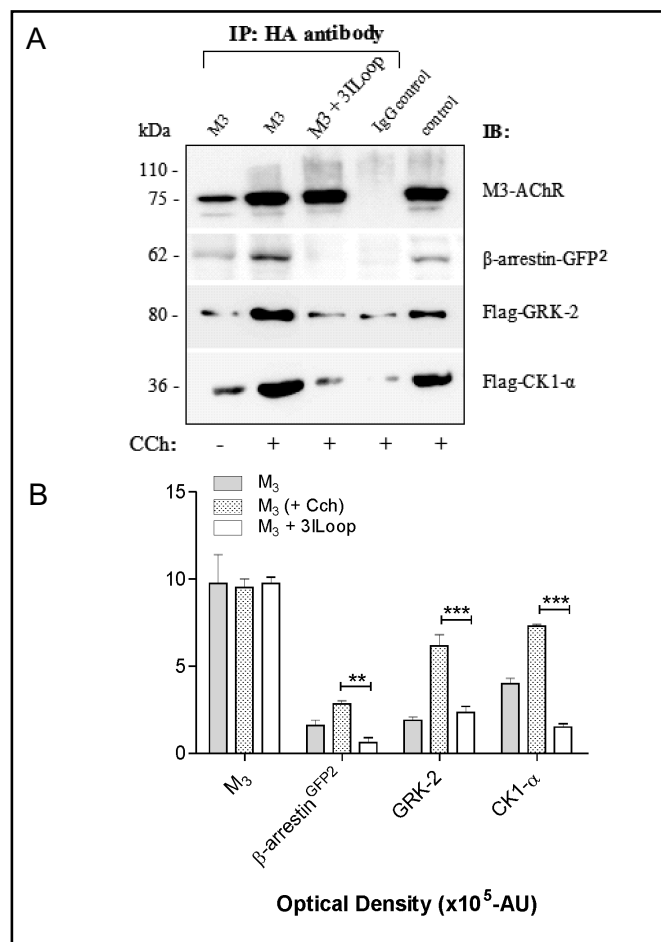 A
IP: HA antibody
kDa M3 M3 M3 + 3ILoop IgG control control IB:
110 -
75 - M3-AChR
62 - β-arrestin-GFP²
80 - Flag-GRK-2
36 - Flag-CK1-α
CCh: - + + + +
B
M₃
M₃ (+ Cch)
M₃ + 3ILoop
15
10
5
0
** *** ***
M₃ β-arrestin^GFP2 GRK-2 CK1-α
Optical Density (x10⁵-AU)